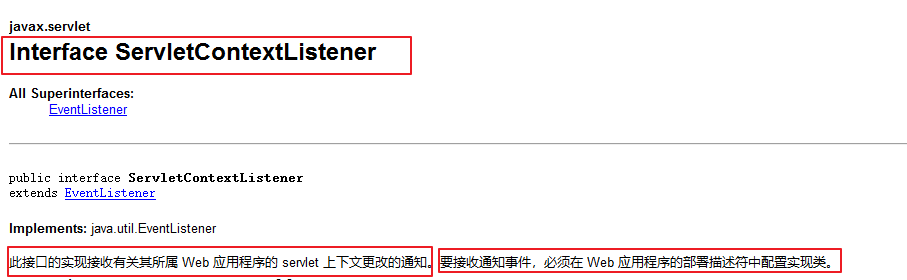 javax.servlet
Interface ServletContextListener
All Superinterfaces:
EventListener
public interface ServletContextListener
extends EventListener
Implements: java.util.EventListener
此接口的实现接收有关其所属 Web 应用程序的 servlet 上下文更改的通知。要接收通知事件，必须在 Web 应用程序的部署描述符中配置实现类。